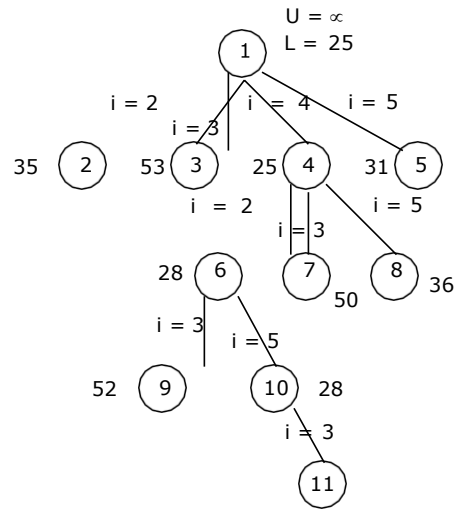 U = ∞
1
L = 25
i = 2
i = 4
i = 5
i = 3
35
2
53
3
25
4
31
5
i = 2
i = 5
i = 3
28
6
7
8
50
36
i = 3
i = 5
52
9
10
28
i = 3
11